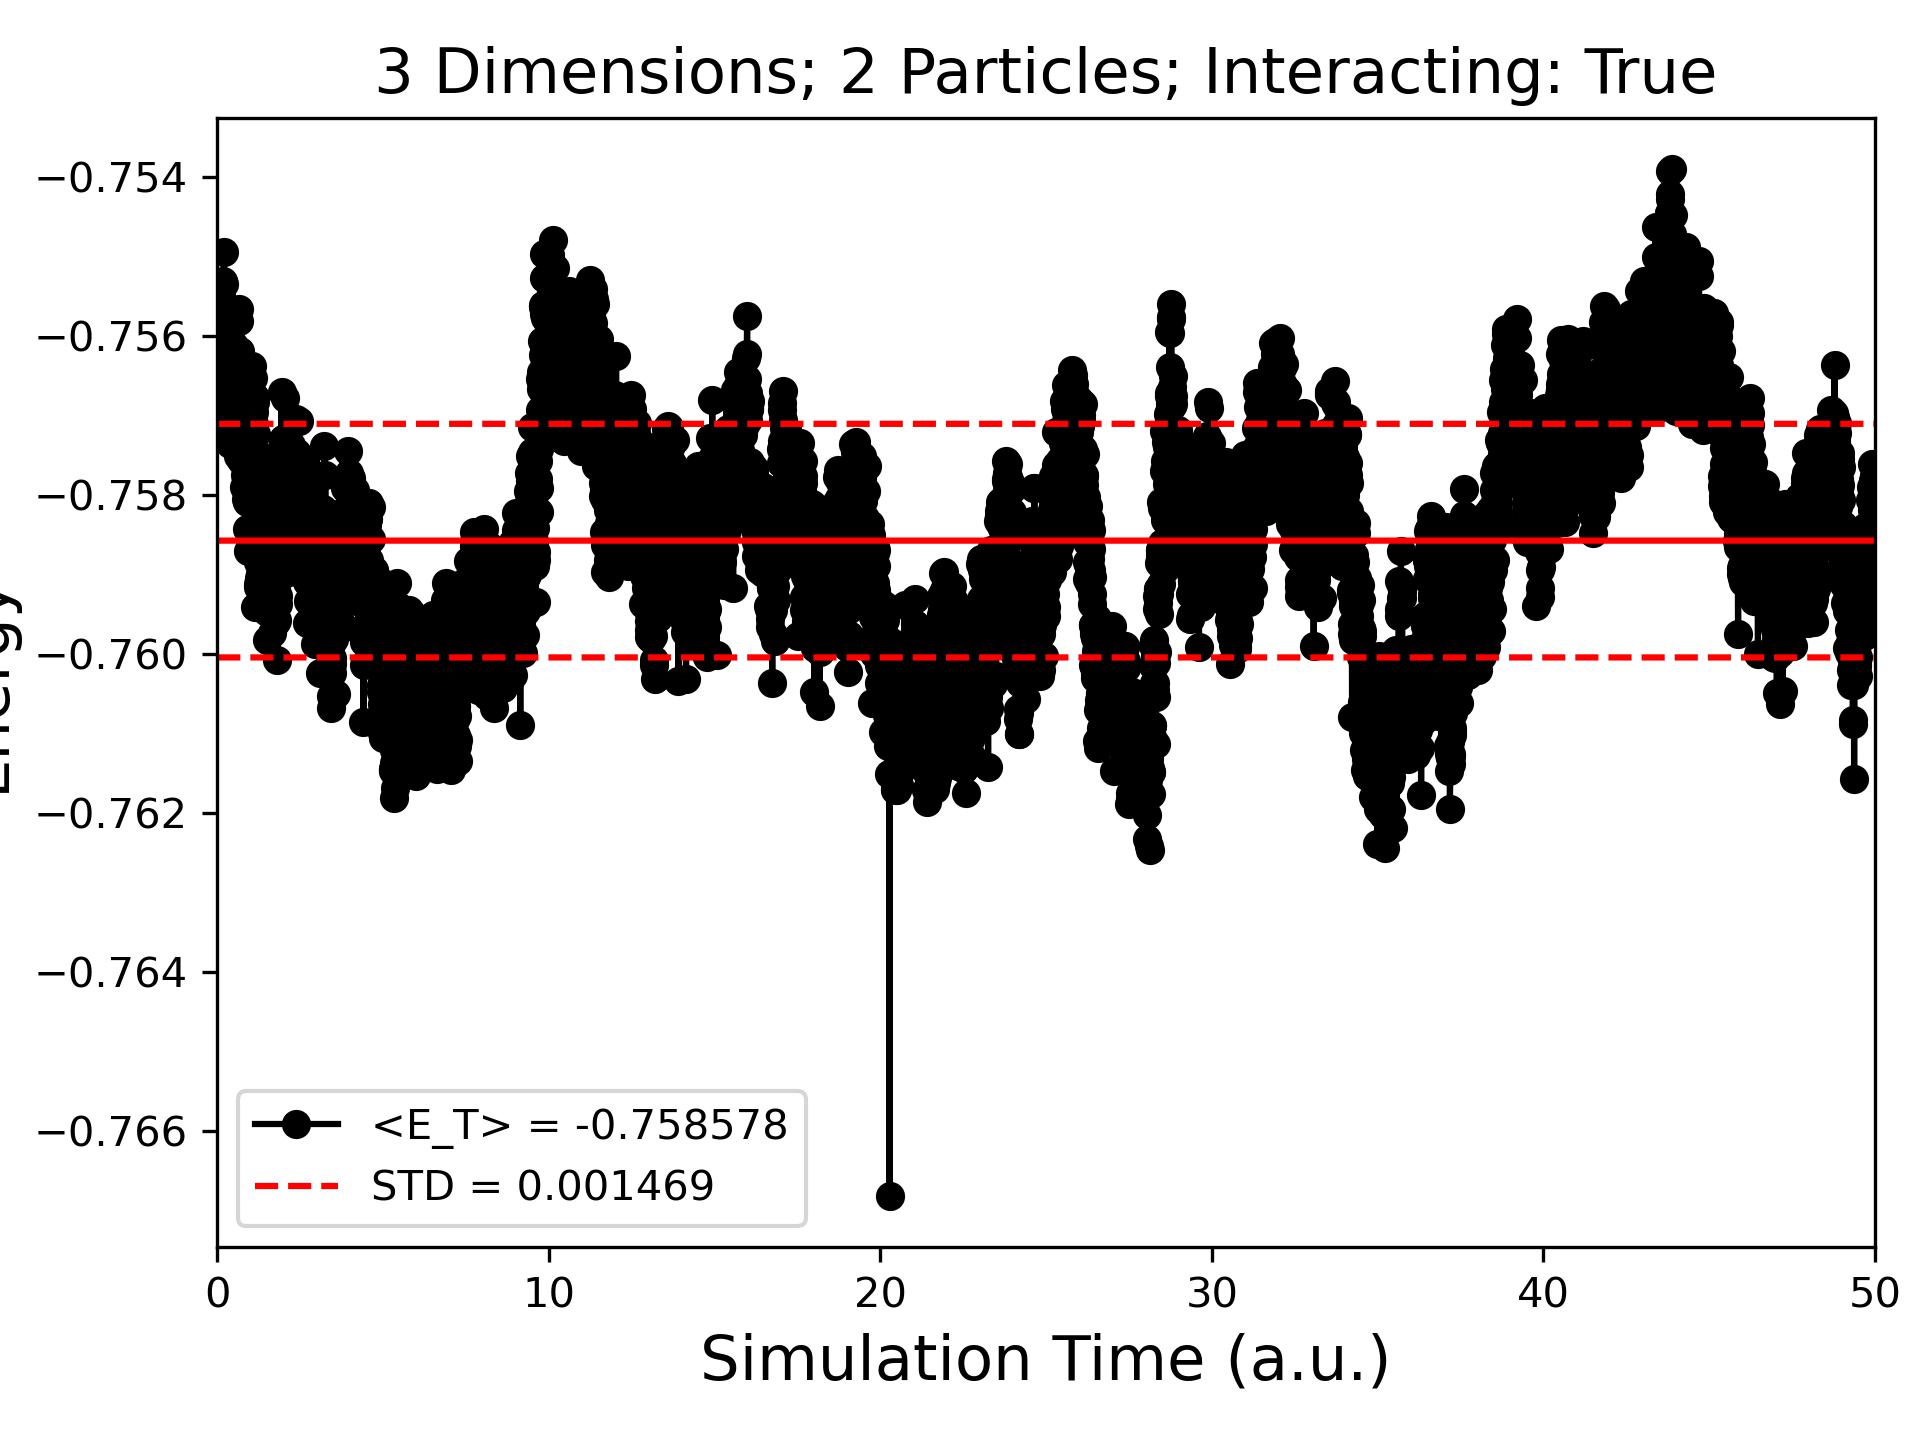 3 Dimensions; 2 Particles; Interacting: True
−0.754
−0.756
−0.758
−0.760
−0.762
−0.764
−0.766
Energy
<E_T> = -0.758578
STD = 0.001469
0 10 20 30 40 50
Simulation Time (a.u.)